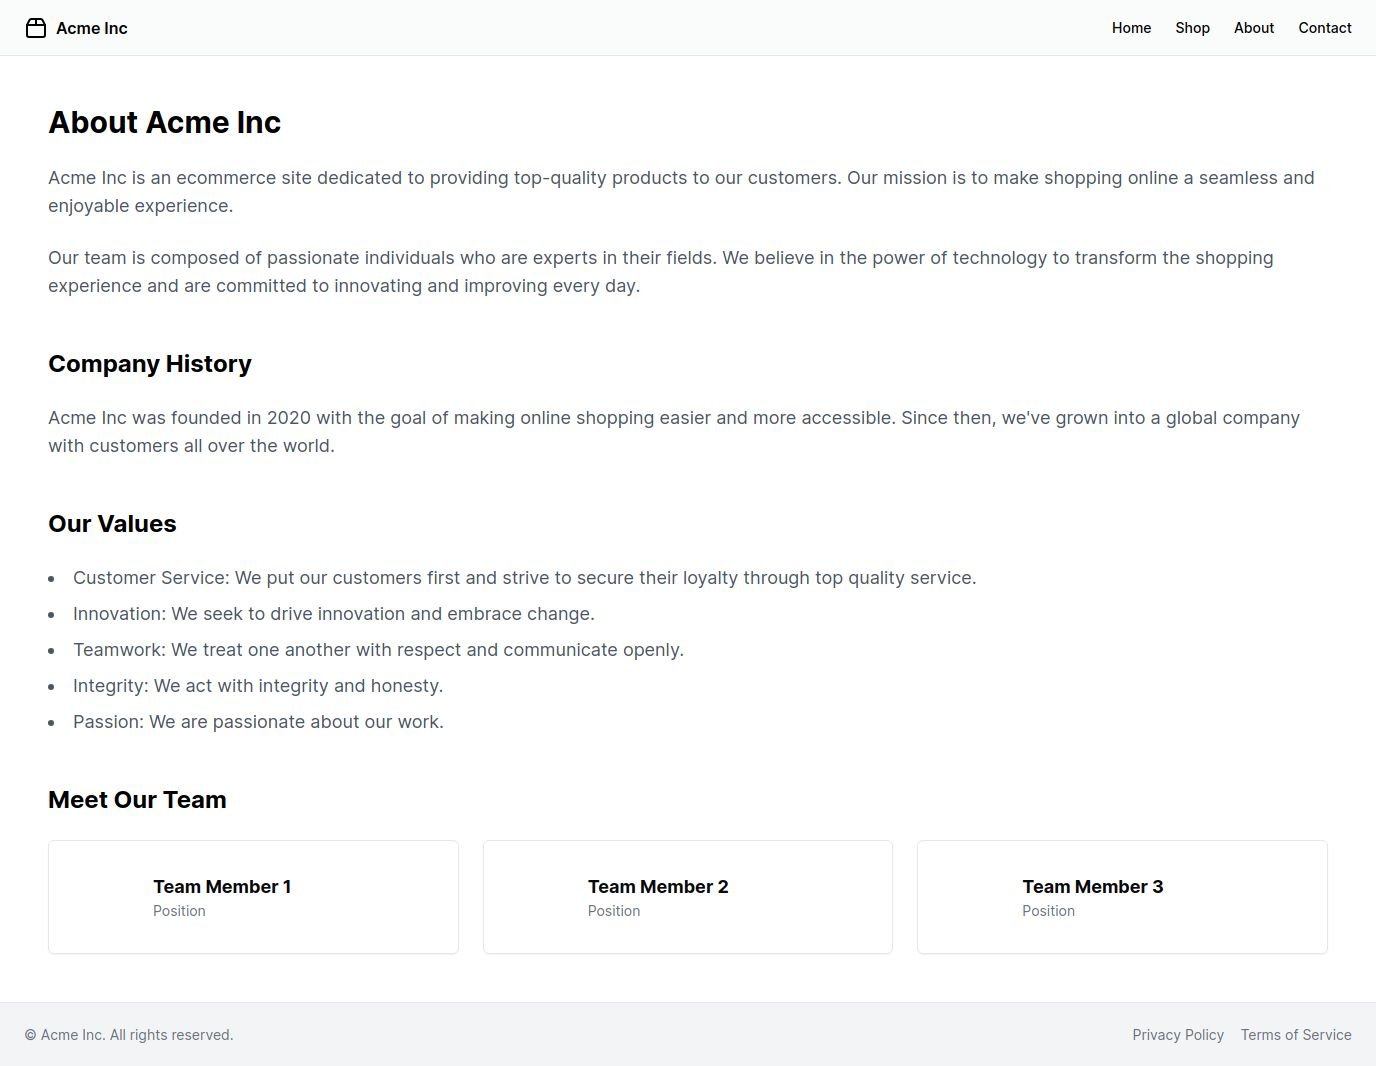 Acme Inc
Home Shop About Contact
About Acme Inc
Acme Inc is an ecommerce site dedicated to providing top-quality products to our customers. Our mission is to make shopping online a seamless and
enjoyable experience.
Our team is composed of passionate individuals who are experts in their fields. We believe in the power of technology to transform the shopping
experience and are committed to innovating and improving every day.
Company History
Acme Inc was founded in 2020 with the goal of making online shopping easier and more accessible. Since then, we've grown into a global company
with customers all over the world.
Our Values
• Customer Service: We put our customers first and strive to secure their loyalty through top quality service.
• Innovation: We seek to drive innovation and embrace change.
• Teamwork: We treat one another with respect and communicate openly.
• Integrity: We act with integrity and honesty.
• Passion: We are passionate about our work.
Meet Our Team
Team Member 1
Position
Team Member 2
Position
Team Member 3
Position
© Acme Inc. All rights reserved.
Privacy Policy Terms of Service